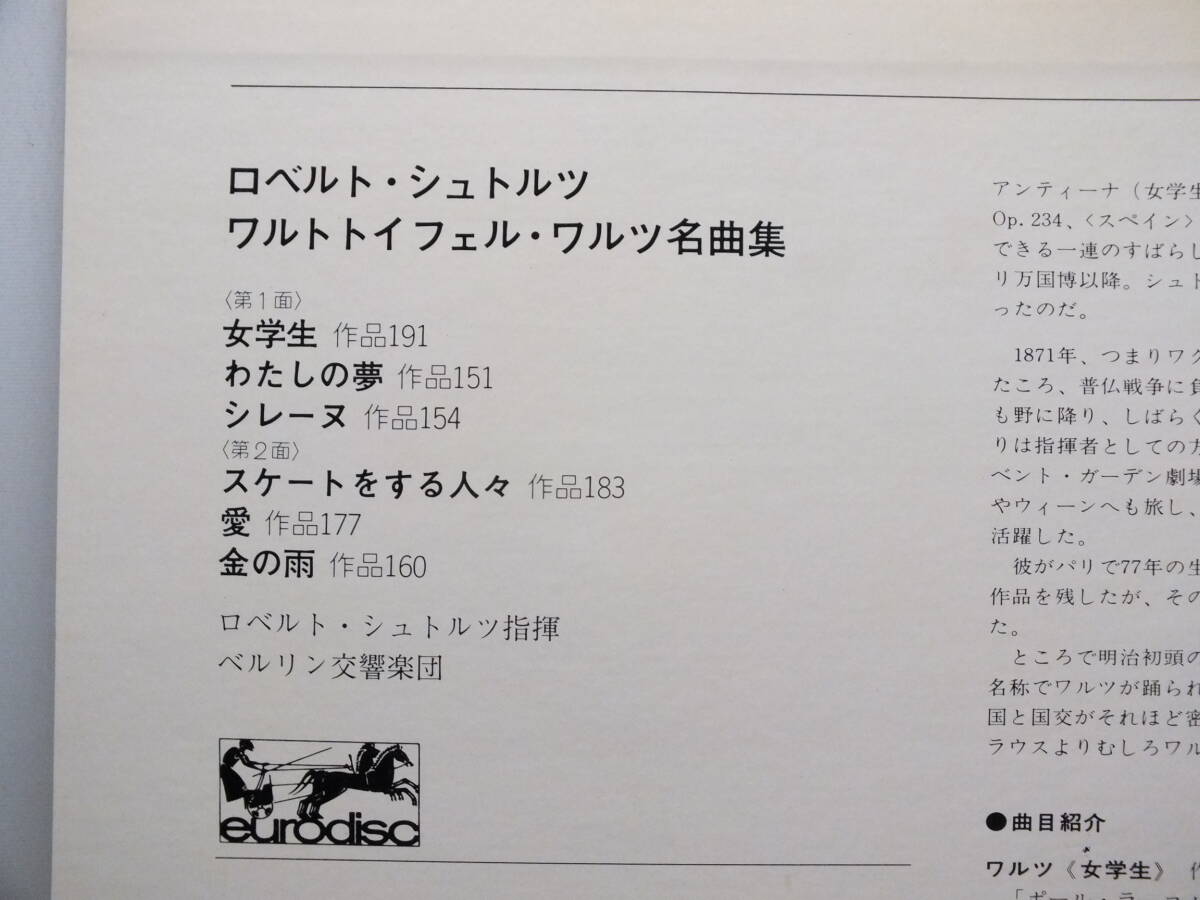 ロベルト・シュトルツ
ワルトトイフェル・ワルツ名曲集
〈第1面〉
女学生 作品191
わたしの夢 作品151
シレーヌ 作品154
〈第2面〉
スケートをする人々 作品183
愛 作品177
金の雨 作品160
ロベルト・シュトルツ指揮
ベルリン交響楽団
eurodisc
アンティーナ（女学生
Op. 234、〈スペイン〉
できる一連のすばらし
リ万国博以降。シュト
ったのだ。
1871年、つまりワク
たころ、普仏戦争に負
も野に降り、しばらく
りは指揮者としての方
ベント・ガーデン劇場
やウィーンへも旅し、
活躍した。
彼がパリで77年の生
作品を残したが、その
た。
ところで明治初頭の
名称でワルツが踊られ
国と国交がそれほど密
ラウスよりむしろワル
●曲目紹介
ワルツ《女学生》 作